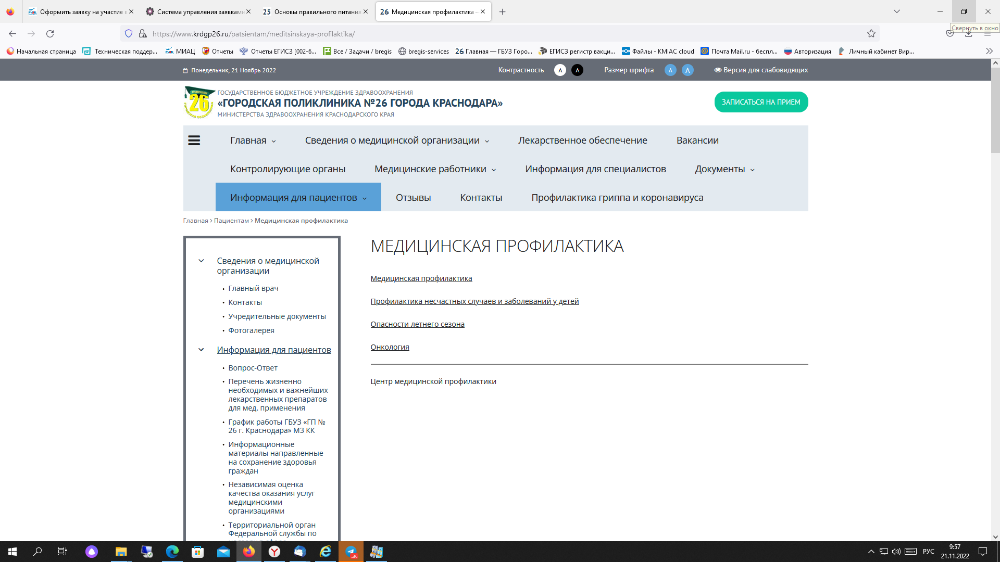 Оформить заявку на участие в
Система управления заявками
25 Основы правильного питания
26 Медицинская профилактика –
Свернуть в окно
https://www.krdgp26.ru/patsientam/meditsinskaya-profilaktika/
Начальная страница
Техническая поддер...
МИАЦ
Отчеты
Отчеты ЕГИСЗ [002-6...
Все / Задачи / bregis
bregis-services
26 Главная — ГБУЗ Горо...
ЕГИСЗ регистр вакци...
Файлы - KMIAC cloud
Почта Mail.ru - беспл...
Авторизация
Личный кабинет Вир...
Понедельник, 21 Ноябрь 2022
Контрастность A A
Размер шрифта A A
Версия для слабовидящих
26
ГОСУДАРСТВЕННОЕ БЮДЖЕТНОЕ УЧРЕЖДЕНИЕ ЗДРАВООХРАНЕНИЯ
«ГОРОДСКАЯ ПОЛИКЛИНИКА №26 ГОРОДА КРАСНОДАРА»
МИНИСТЕРСТВА ЗДРАВООХРАНЕНИЯ КРАСНОДАРСКОГО КРАЯ
ЗАПИСАТЬСЯ НА ПРИЕМ
Главная
Сведения о медицинской организации
Лекарственное обеспечение
Вакансии
Контролирующие органы
Медицинские работники
Информация для специалистов
Документы
Информация для пациентов
Отзывы
Контакты
Профилактика гриппа и коронавируса
Главная > Пациентам > Медицинская профилактика
Сведения о медицинской
организации
• Главный врач
• Контакты
• Учредительные документы
• Фотогалерея
Информация для пациентов
• Вопрос-Ответ
• Перечень жизненно
необходимых и важнейших
лекарственных препаратов
для мед. применения
• График работы ГБУЗ «ГП №
26 г. Краснодара» МЗ КК
• Информационные
материалы направленные
на сохранение здоровья
граждан
• Независимая оценка
качества оказания услуг
медицинскими
организациями
• Территориальной орган
Федеральной службы по
МЕДИЦИНСКАЯ ПРОФИЛАКТИКА
Медицинская профилактика
Профилактика несчастных случаев и заболеваний у детей
Опасности летнего сезона
Онкология
Центр медицинской профилактики
.36
РУС
9:57
21.11.2022